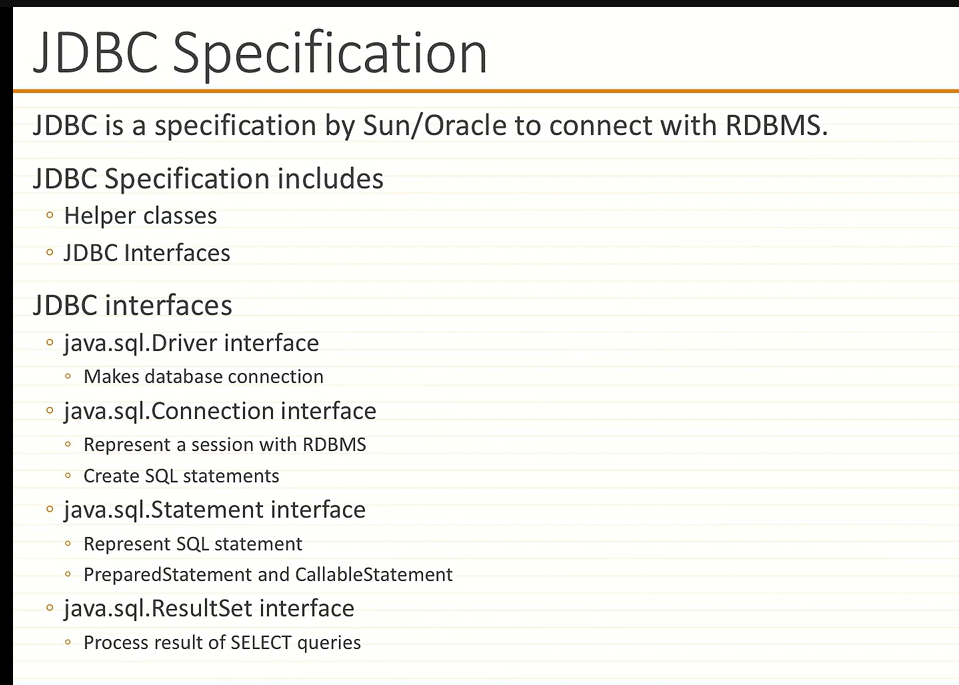 JDBC Specification
JDBC is a specification by Sun/Oracle to connect with RDBMS.
JDBC Specification includes
Helper classes
JDBC Interfaces
JDBC interfaces
java.sql.Driver interface
Makes database connection
java.sql.Connection interface
Represent a session with RDBMS
Create SQL statements
java.sql.Statement interface
Represent SQL statement
PreparedStatement and CallableStatement
java.sql.ResultSet interface
Process result of SELECT queries